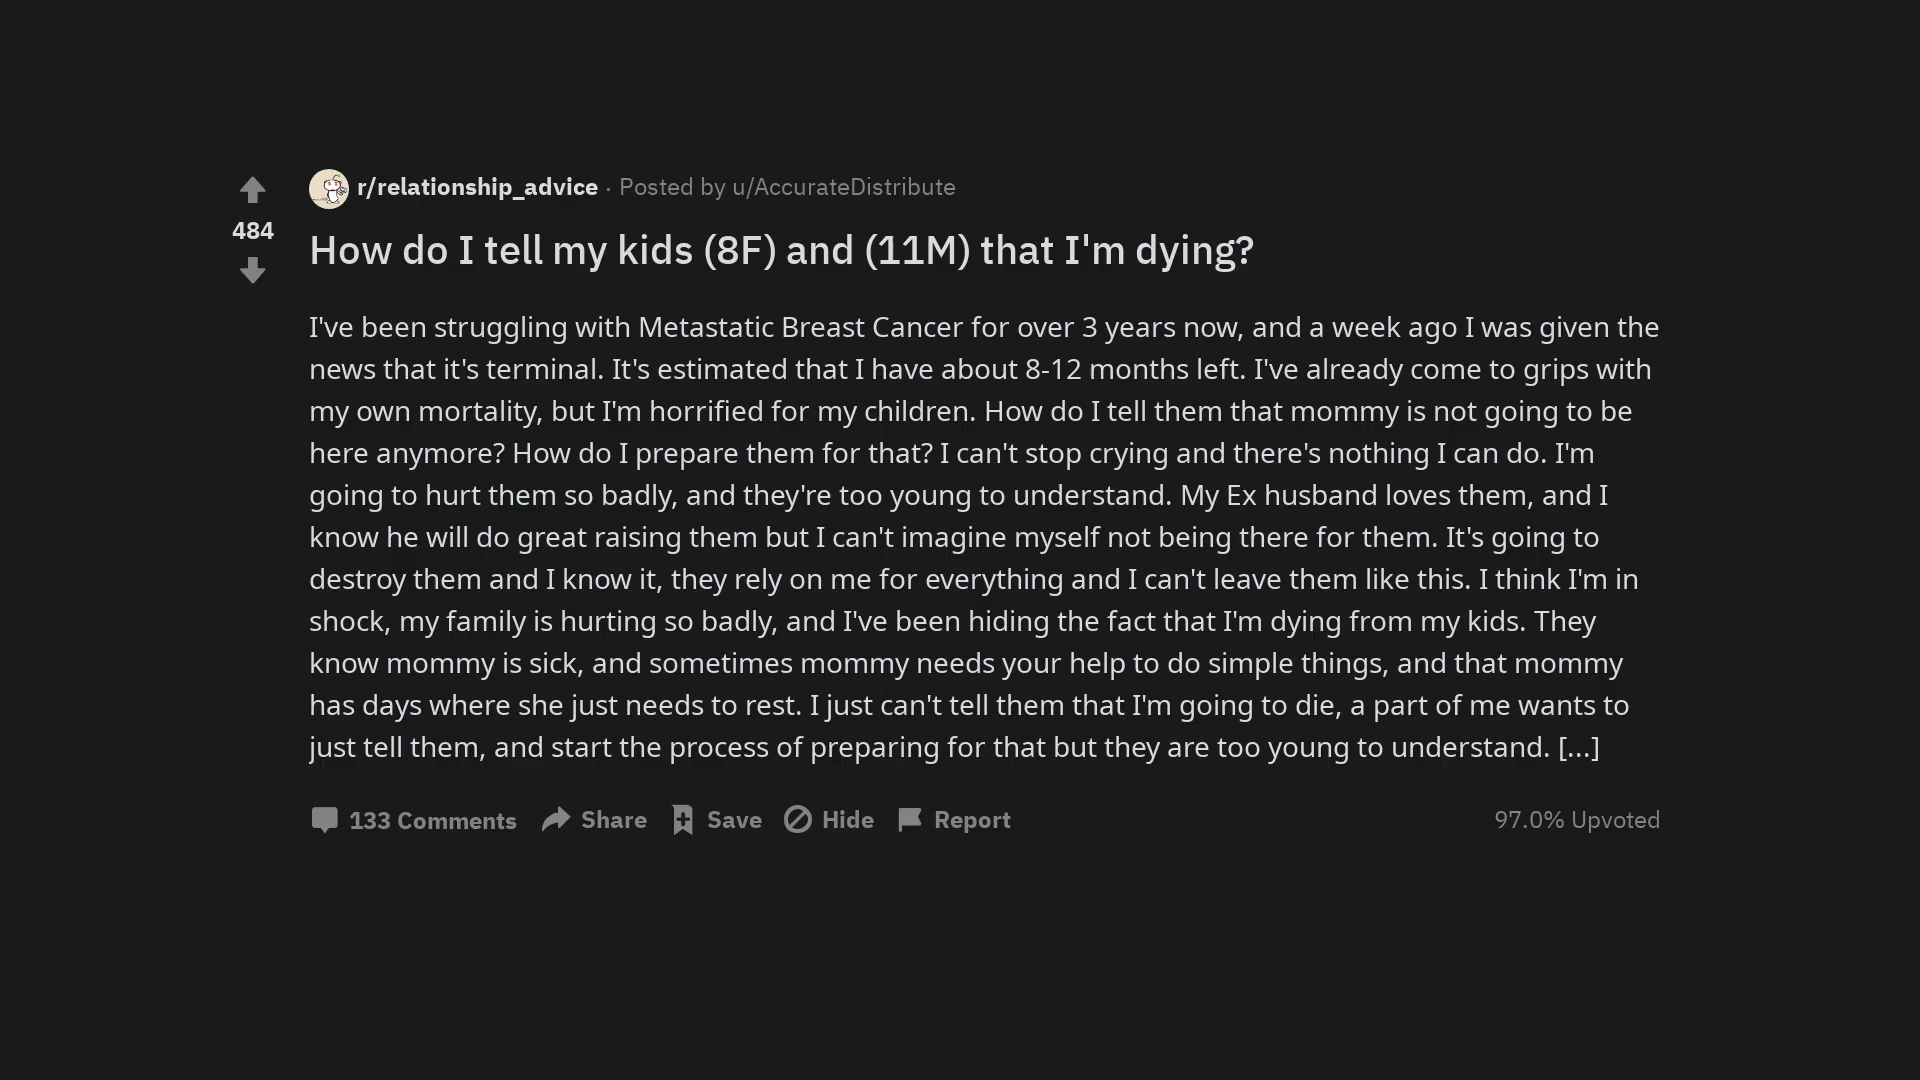 r/relationship_advice · Posted by u/AccurateDistribute
484
How do I tell my kids (8F) and (11M) that I'm dying?
I've been struggling with Metastatic Breast Cancer for over 3 years now, and a week ago I was given the
news that it's terminal. It's estimated that I have about 8-12 months left. I've already come to grips with
my own mortality, but I'm horrified for my children. How do I tell them that mommy is not going to be
here anymore? How do I prepare them for that? I can't stop crying and there's nothing I can do. I'm
going to hurt them so badly, and they're too young to understand. My Ex husband loves them, and I
know he will do great raising them but I can't imagine myself not being there for them. It's going to
destroy them and I know it, they rely on me for everything and I can't leave them like this. I think I'm in
shock, my family is hurting so badly, and I've been hiding the fact that I'm dying from my kids. They
know mommy is sick, and sometimes mommy needs your help to do simple things, and that mommy
has days where she just needs to rest. I just can't tell them that I'm going to die, a part of me wants to
just tell them, and start the process of preparing for that but they are too young to understand. [...]
133 Comments Share Save Hide Report 97.0% Upvoted